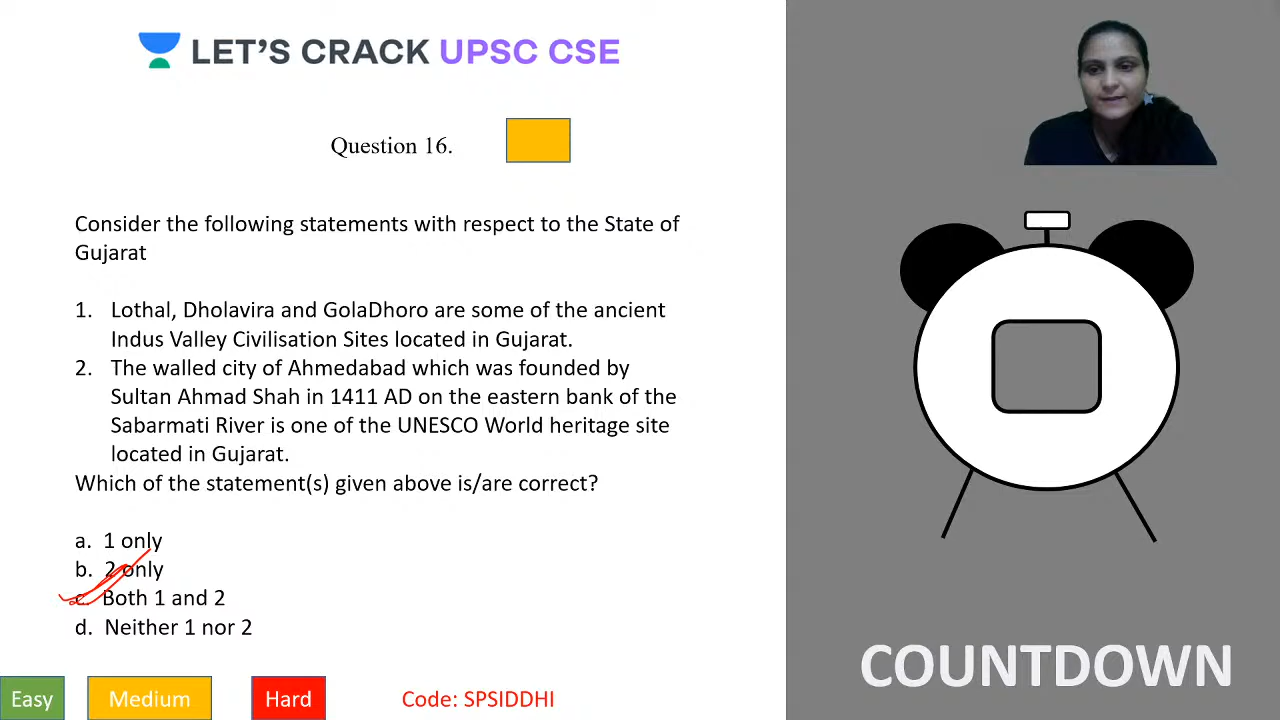 LET'S CRACK UPSC CSE
Question 16.
Consider the following statements with respect to the State of
Gujarat
1. Lothal, Dholavira and GolaDhoro are some of the ancient
Indus Valley Civilisation Sites located in Gujarat.
2. The walled city of Ahmedabad which was founded by
Sultan Ahmad Shah in 1411 AD on the eastern bank of the
Sabarmati River is one of the UNESCO World heritage site
located in Gujarat.
Which of the statement(s) given above is/are correct?
a. 1 only
b. 2 only
c. Both 1 and 2
d. Neither 1 nor 2
Easy Medium Hard Code: SPSIDDHI
COUNTDOWN